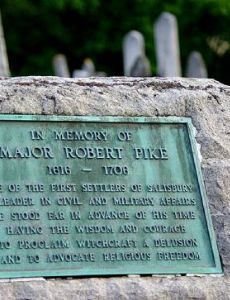 IN MEMORY OF
MAJOR ROBERT PIKE
1616 — 1706
OF THE FIRST SETTLERS OF SALISBURY
LEADER IN CIVIL AND MILITARY AFFAIRS
STOOD FAR IN ADVANCE OF HIS TIME
HAVING THE WISDOM AND COURAGE
TO PROCLAIM WITCHCRAFT A DELUSION
AND TO ADVOCATE RELIGIOUS FREEDOM